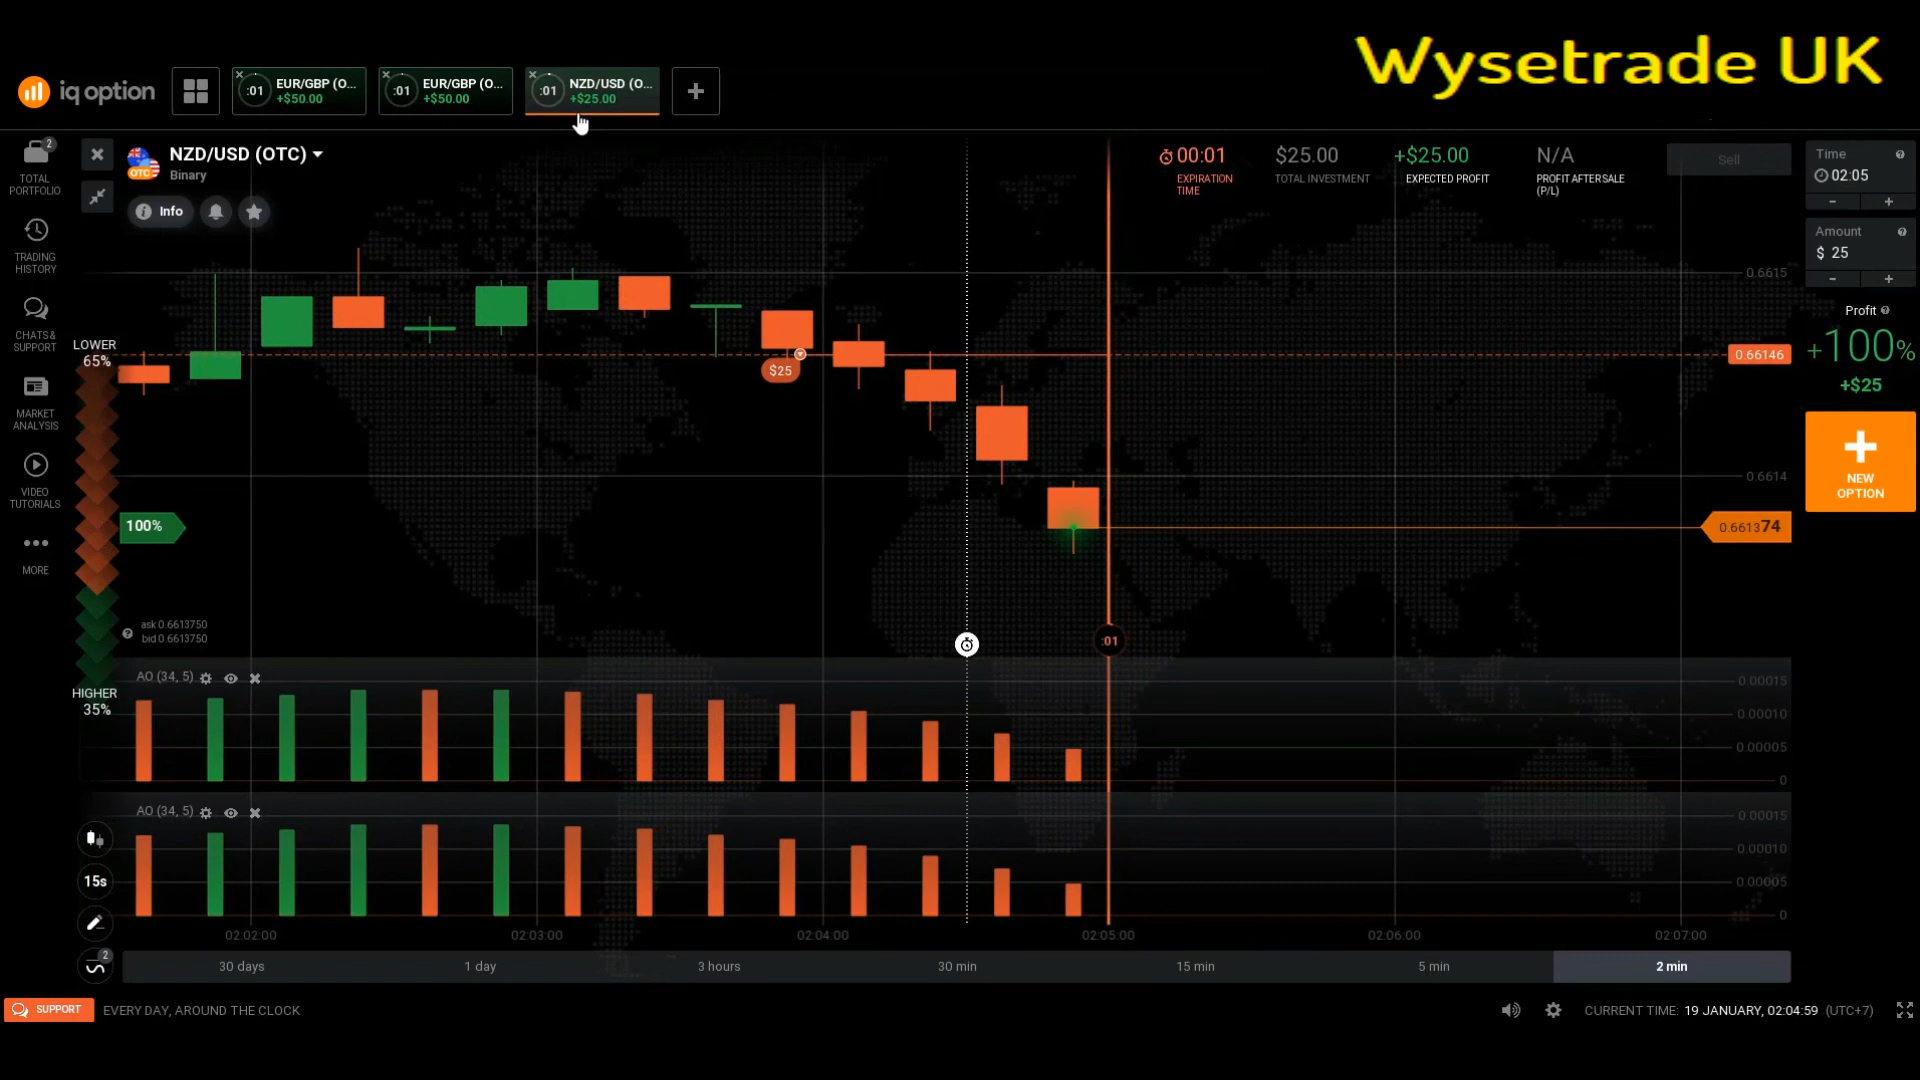 Wysetrade UK
iq option
:01
EUR/GBP (O...
+$50.00
:01
EUR/GBP (O...
+$50.00
:01
NZD/USD (O...
+$25.00
2
TOTAL
PORTFOLIO
TRADING
HISTORY
CHATS &
SUPPORT
MARKET
ANALYSIS
VIDEO
TUTORIALS
MORE
OTC
NZD/USD (OTC)
Binary
Info
00:01
EXPIRATION
TIME
$25.00
TOTAL INVESTMENT
+$25.00
EXPECTED PROFIT
N/A
PROFIT AFTER SALE
(P/L)
Sell
Time
02:05
Amount
$ 25
Profit
+100%
+$25
NEW
OPTION
0.6615
0.66146
0.6614
0.661374
LOWER
65%
$25
100%
ask 0.6613750
bid 0.6613750
:01
HIGHER
35%
AO (34, 5)
0.00015
0.00010
0.00005
0
AO (34, 5)
0.00015
0.00010
0.00005
0
15s
2
02:02:00
02:03:00
02:04:00
02:05:00
02:06:00
02:07:00
30 days
1 day
3 hours
30 min
15 min
5 min
2 min
SUPPORT
EVERY DAY, AROUND THE CLOCK
CURRENT TIME: 19 JANUARY, 02:04:59 (UTC+7)